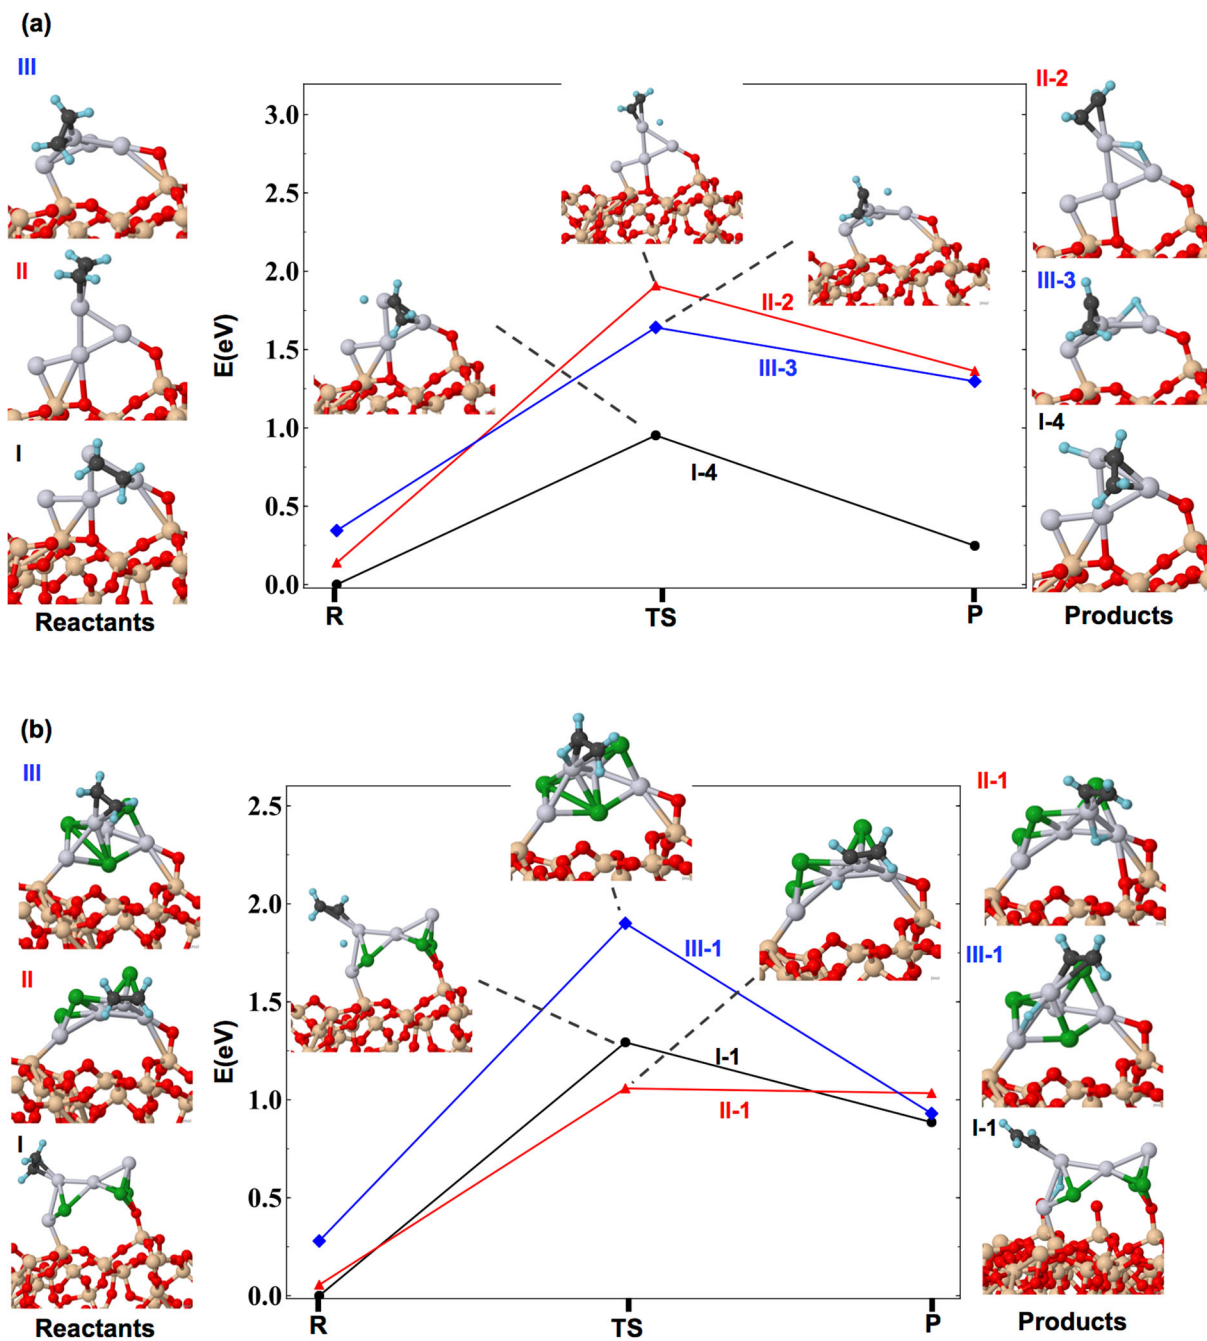 (a)
III
II
I
Reactants
E(eV)
3.0
2.5
2.0
1.5
1.0
0.5
0.0
II-2
III-3
I-4
R
TS
P
II-2
III-3
I-4
Products
(b)
III
II
I
Reactants
E(eV)
2.5
2.0
1.5
1.0
0.5
0.0
III-1
I-1
II-1
R
TS
P
II-1
III-1
I-1
Products